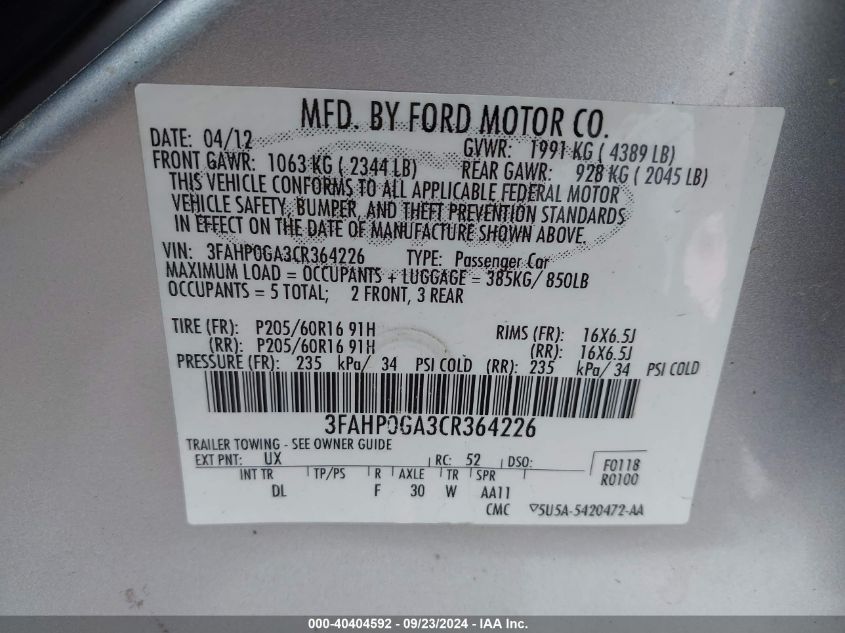 MFD. BY FORD MOTOR CO.
DATE: 04/12 GVWR: 1991 KG ( 4389 LB)
FRONT GAWR: 1063 KG ( 2344 LB) REAR GAWR: 928 KG ( 2045 LB)
THIS VEHICLE CONFORMS TO ALL APPLICABLE FEDERAL MOTOR
VEHICLE SAFETY, BUMPER, AND THEFT PREVENTION STANDARDS
IN EFFECT ON THE DATE OF MANUFACTURE SHOWN ABOVE.
VIN: 3FAHP0GA3CR364226 TYPE: Passenger Car
MAXIMUM LOAD = OCCUPANTS + LUGGAGE = 385KG/ 850LB
OCCUPANTS = 5 TOTAL; 2 FRONT, 3 REAR
TIRE (FR): P205/60R16 91H RIMS (FR): 16X6.5J
(RR): P205/60R16 91H (RR): 16X6.5J
PRESSURE (FR): 235 kPa/ 34 PSI COLD (RR): 235 kPa/ 34 PSI COLD
3FAHP0GA3CR364226
TRAILER TOWING - SEE OWNER GUIDE
EXT PNT: UX RC: 52 DSO: F0118
R0100
INT TR TP/PS R AXLE TR SPR
DL F 30 W AA11
CMC ▽5U5A-5420472-AA
000-40404592 - 09/23/2024 - IAA Inc.